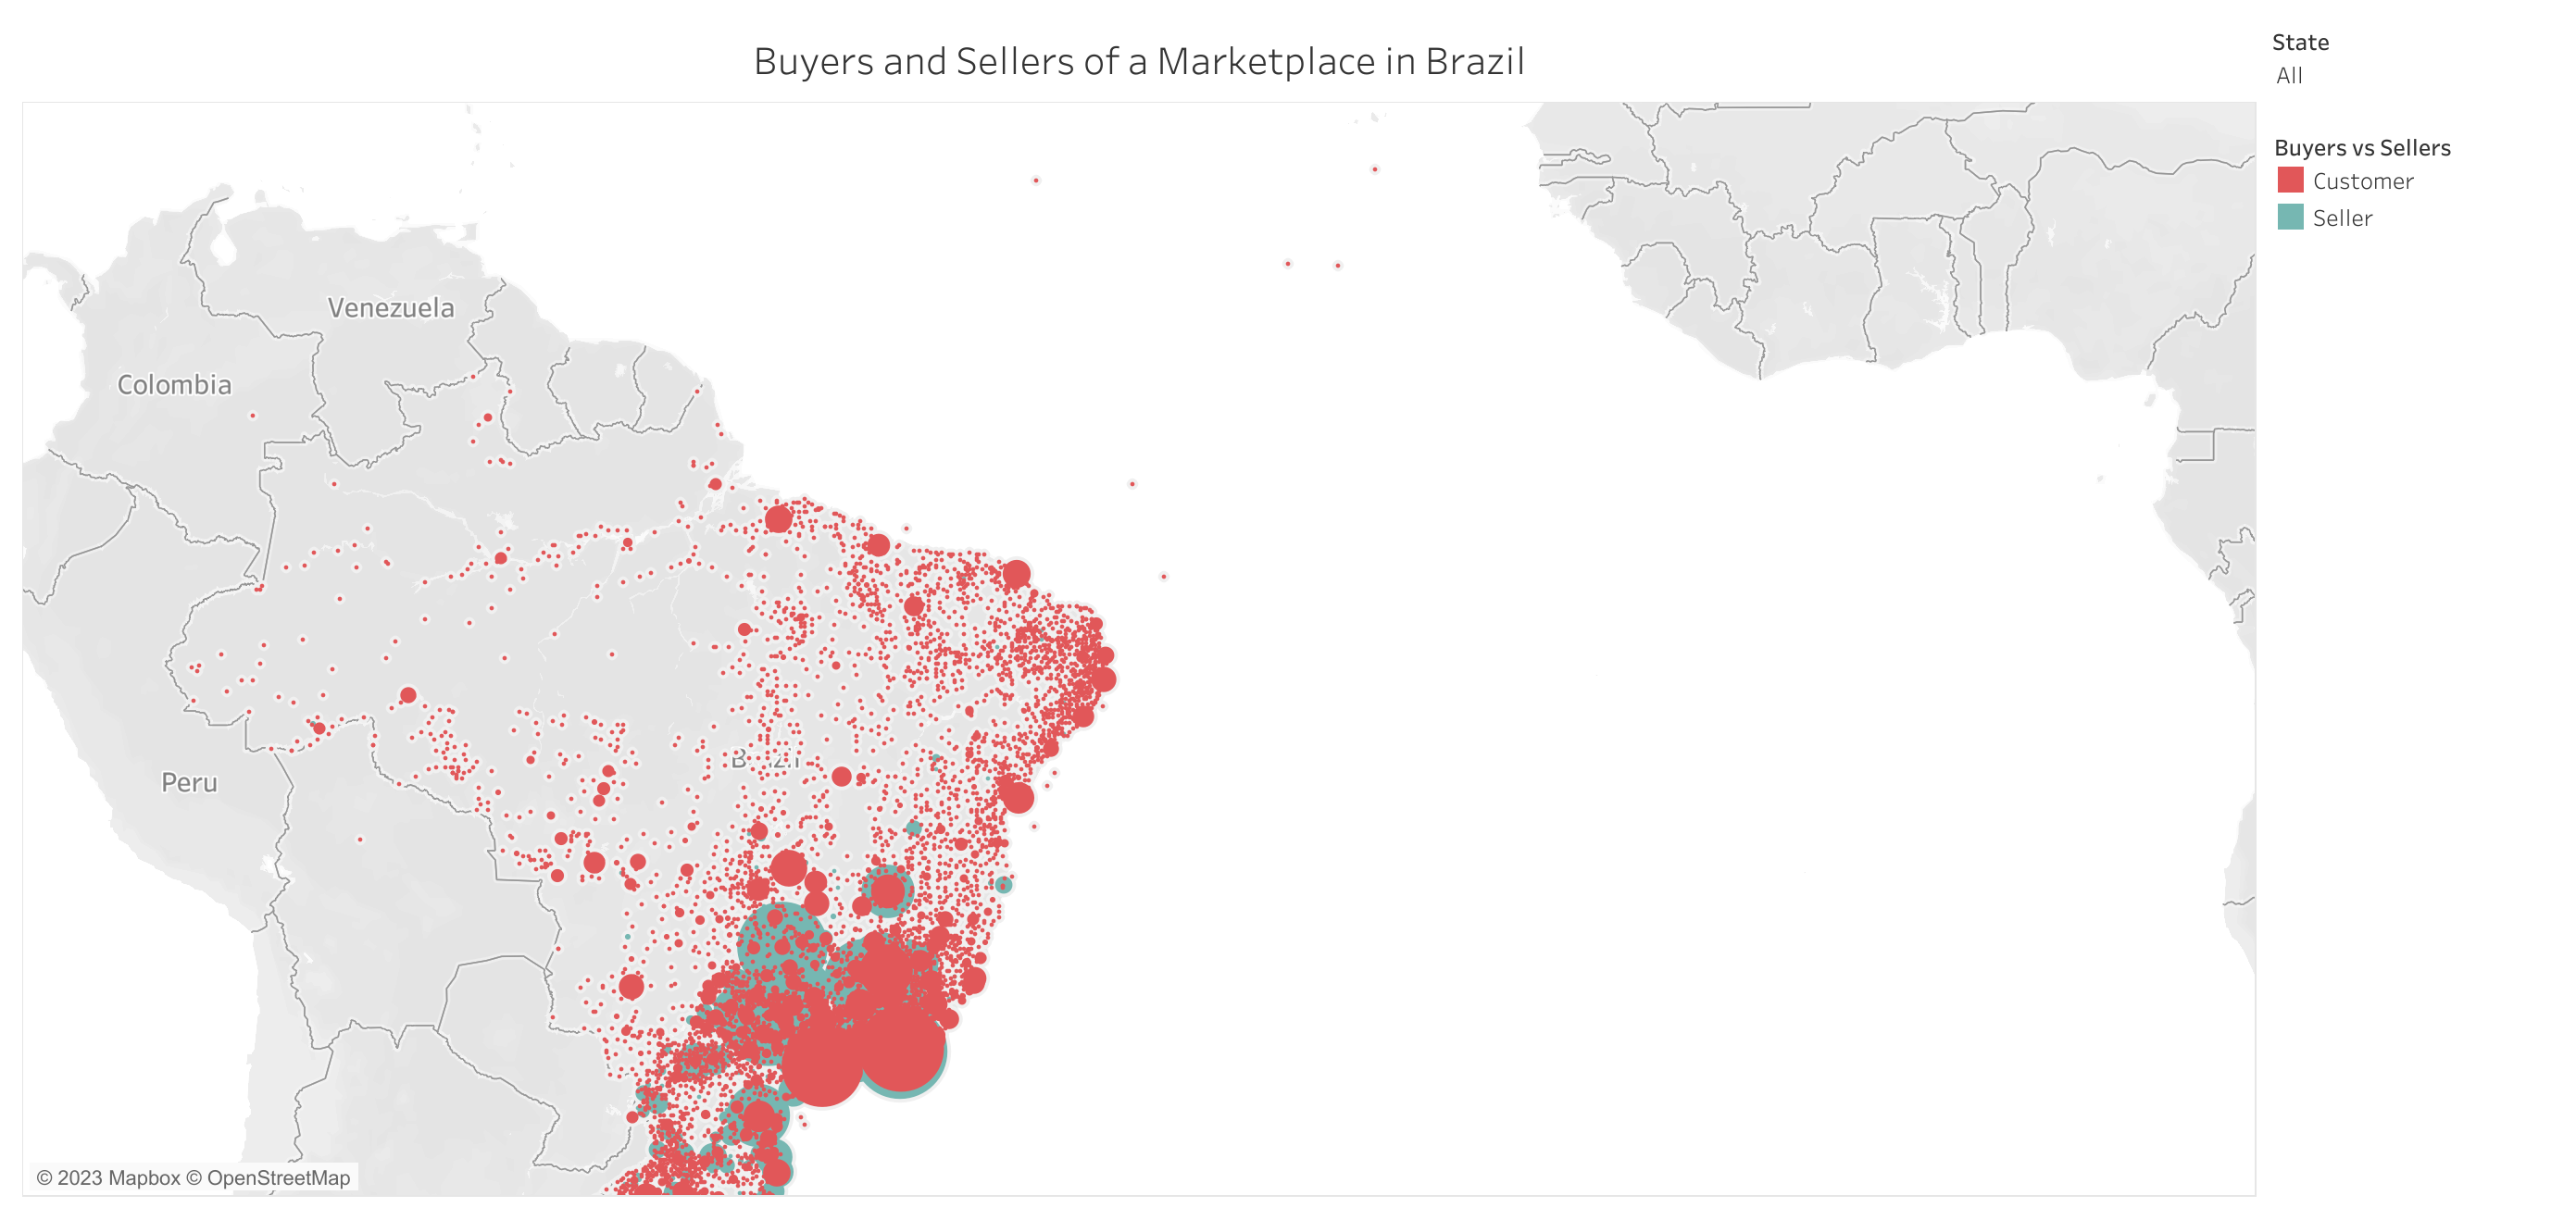 Buyers and Sellers of a Marketplace in Brazil
State
All
Buyers vs Sellers
Customer
Seller
Venezuela
Colombia
Brazil
Peru
© 2023 Mapbox © OpenStreetMap